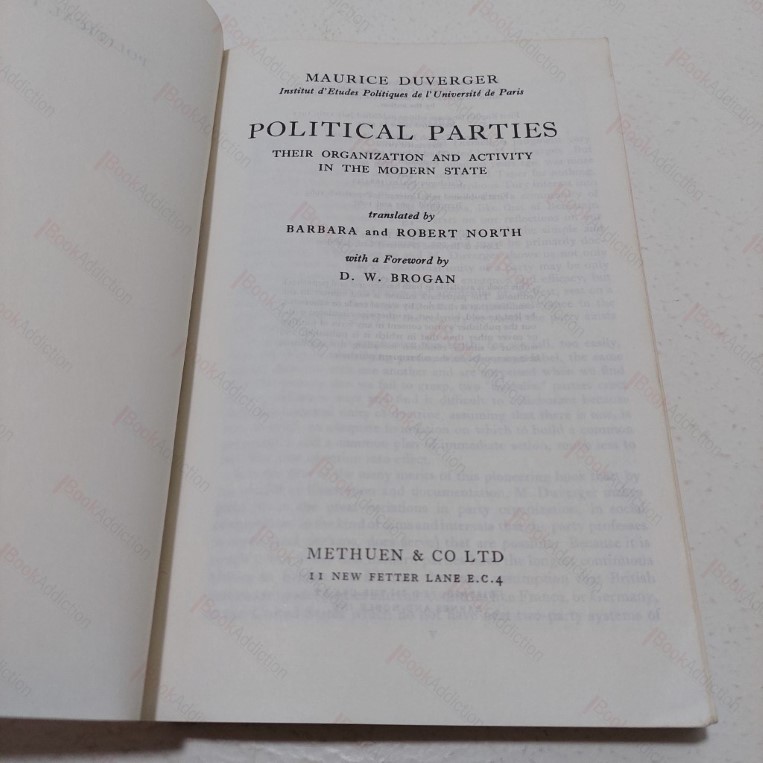 MAURICE DUVERGER
Institut d'Etudes Politiques de l'Université de Paris
POLITICAL PARTIES
THEIR ORGANIZATION AND ACTIVITY
IN THE MODERN STATE
translated by
BARBARA and ROBERT NORTH
with a Foreword by
D. W. BROGAN
METHUEN & CO LTD
11 NEW FETTER LANE E.C.4
BookAddiction